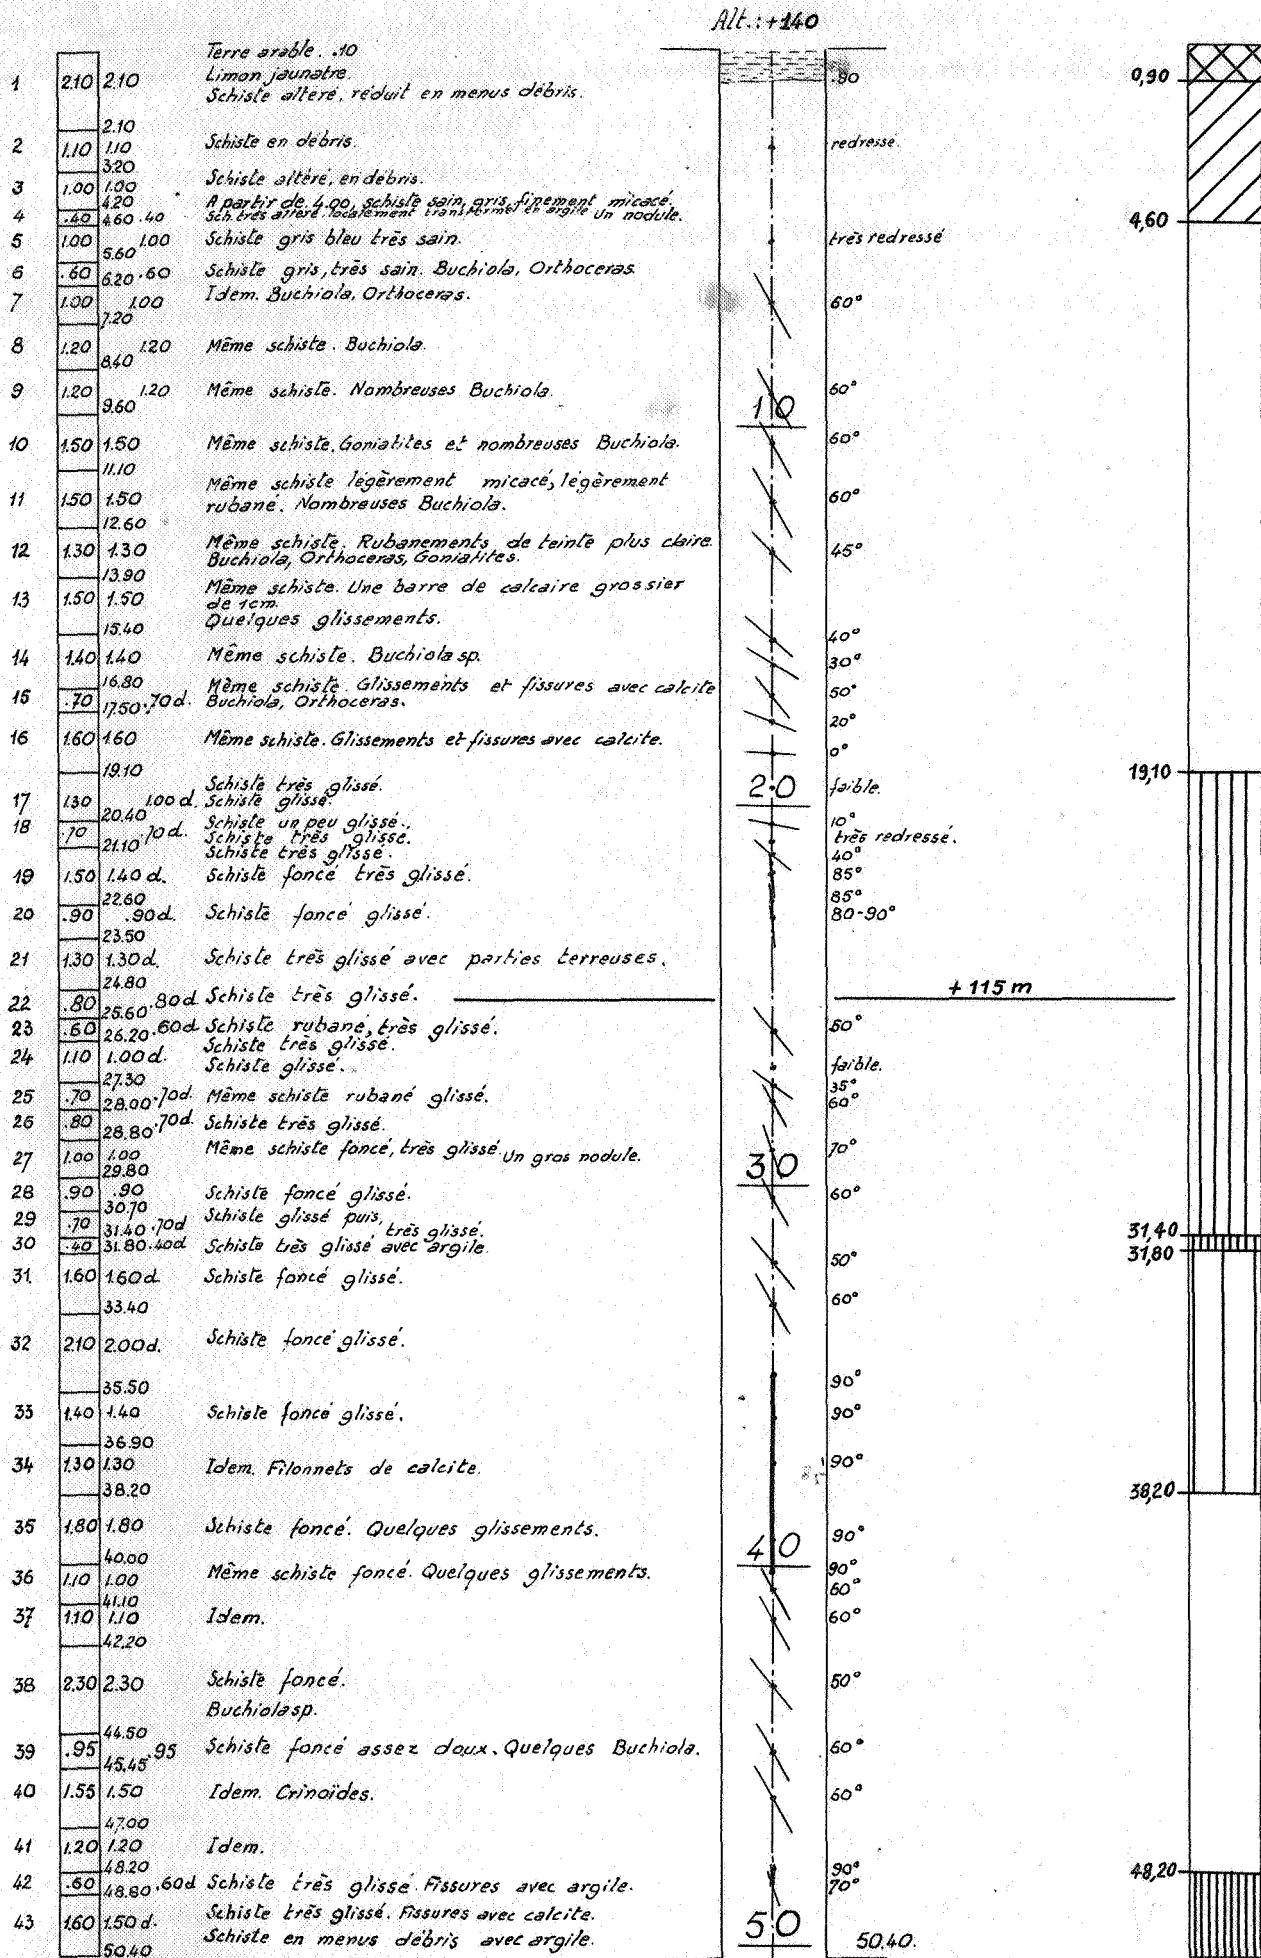 Alt.: +140
Terre arable. .10
1 2.10 2.10 Limon jaunatre. .90 0,90
Schiste altéré, réduit en menus débris.
2.10
2 1.10 1.10 Schiste en débris. redressé.
3.20
3 1.00 1.00 Schiste altéré, en débris.
4.20 A partir de 4.00, schiste sain, gris, finement micacé.
4 .40 4.60 .40 Sch. très altéré, localement transformé en argile. Un nodule. 4,60
5 1.00 1.00 Schiste gris bleu très sain. très redressé
5.60
6 .60 6.20 .60 Schiste gris, très sain. Buchiola, Orthoceras.
7 1.00 1.00 Idem. Buchiola, Orthoceras. 60°
7.20
8 1.20 1.20 Même schiste. Buchiola.
8.40
9 1.20 1.20 Même schiste. Nombreuses Buchiola. 60°
9.60 10
10 1.50 1.50 Même schiste. Goniatites et nombreuses Buchiola. 60°
11.10
Même schiste légèrement micacé, légèrement
11 1.50 1.50 rubané. Nombreuses Buchiola. 60°
12.60
Même schiste. Rubanements de teinte plus claire.
12 1.30 1.30 Buchiola, Orthoceras, Goniatites. 45°
13.90
Même schiste. Une barre de calcaire grossier
13 1.50 1.50 de 1cm.
Quelques glissements.
15.40 40°
14 1.40 1.40 Même schiste. Buchiola sp. 30°
16.80 Même schiste. Glissements et fissures avec calcite
15 .70 17.50 .70d. Buchiola, Orthoceras. 50°
20°
16 1.60 1.60 Même schiste. Glissements et fissures avec calcite. 0°
19.10 19,10
Schiste très glissé. 20 faible.
17 1.30 1.00 d. Schiste glissé.
20.40 Schiste un peu glissé. 10°
18 .70 .70d. Schiste très glissé. très redressé.
21.10 Schiste très glissé. 40°
19 1.50 1.40 d. Schiste foncé très glissé. 85°
22.60 85°
20 .90 .90d. Schiste foncé glissé. 80-90°
23.50
21 1.30 1.30d. Schiste très glissé avec parties terreuses.
24.80
22 .80 25.60 .80d Schiste très glissé. +115 m
23 .60 26.20 .60d Schiste rubané, très glissé. 50°
Schiste très glissé.
24 1.10 1.00d. Schiste glissé. faible.
27.30 35°
25 .70 28.00 .70d. Même schiste rubané glissé. 60°
26 .80 28.80 .70d Schiste très glissé.
27 1.00 1.00 Même schiste foncé, très glissé. Un gros nodule. 70°
29.80 30
28 .90 .90 Schiste foncé glissé. 60°
30.70
29 .70 31.40 .70d Schiste glissé puis, très glissé. 31,40
30 .40 31.80 .40d Schiste très glissé avec argile. 31,80
50°
31 1.60 1.60d. Schiste foncé glissé.
33.40 60°
32 2.10 2.00d. Schiste foncé glissé.
35.50 90°
33 1.40 1.40 Schiste foncé glissé. 90°
36.90
34 1.30 1.30 Idem. Filonnets de calcite. 90°
38.20 38,20
35 1.80 1.80 Schiste foncé. Quelques glissements. 90°
40.00 40
90°
36 1.10 1.00 Même schiste foncé. Quelques glissements. 60°
41.10
37 1.10 1.10 Idem. 60°
42.20
38 2.30 2.30 Schiste foncé. 50°
Buchiola sp.
44.50
39 .95 45.45 .95 Schiste foncé assez doux. Quelques Buchiola. 60°
40 1.55 1.50 Idem. Crinoïdes. 60°
47.00
41 1.20 1.20 Idem.
48.20 90° 48,20
42 .60 48.80 .60d Schiste très glissé. Fissures avec argile. 70°
43 1.60 1.50 d. Schiste très glissé. Fissures avec calcite. 50
50.40 Schiste en menus débris avec argile. 50.40.